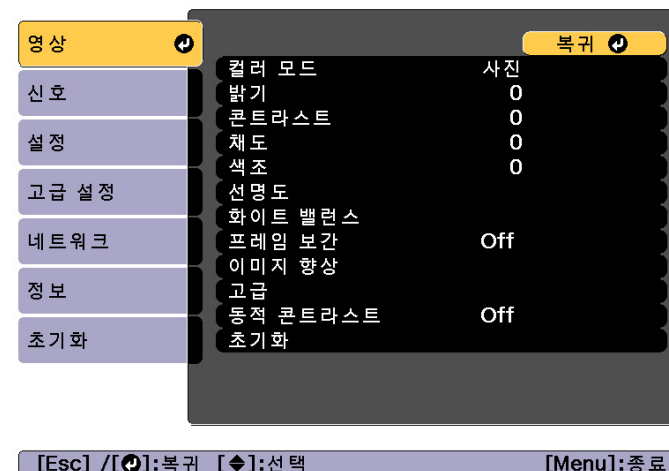 영상
신호
설정
고급 설정
네트워크
정보
초기화
복귀
컬러 모드 사진
밝기 0
콘트라스트 0
채도 0
색조 0
선명도
화이트 밸런스
프레임 보간 Off
이미지 향상
고급
동적 콘트라스트 Off
초기화
[Esc] /[⏎]:복귀 [◆]:선택 [Menu]:종료